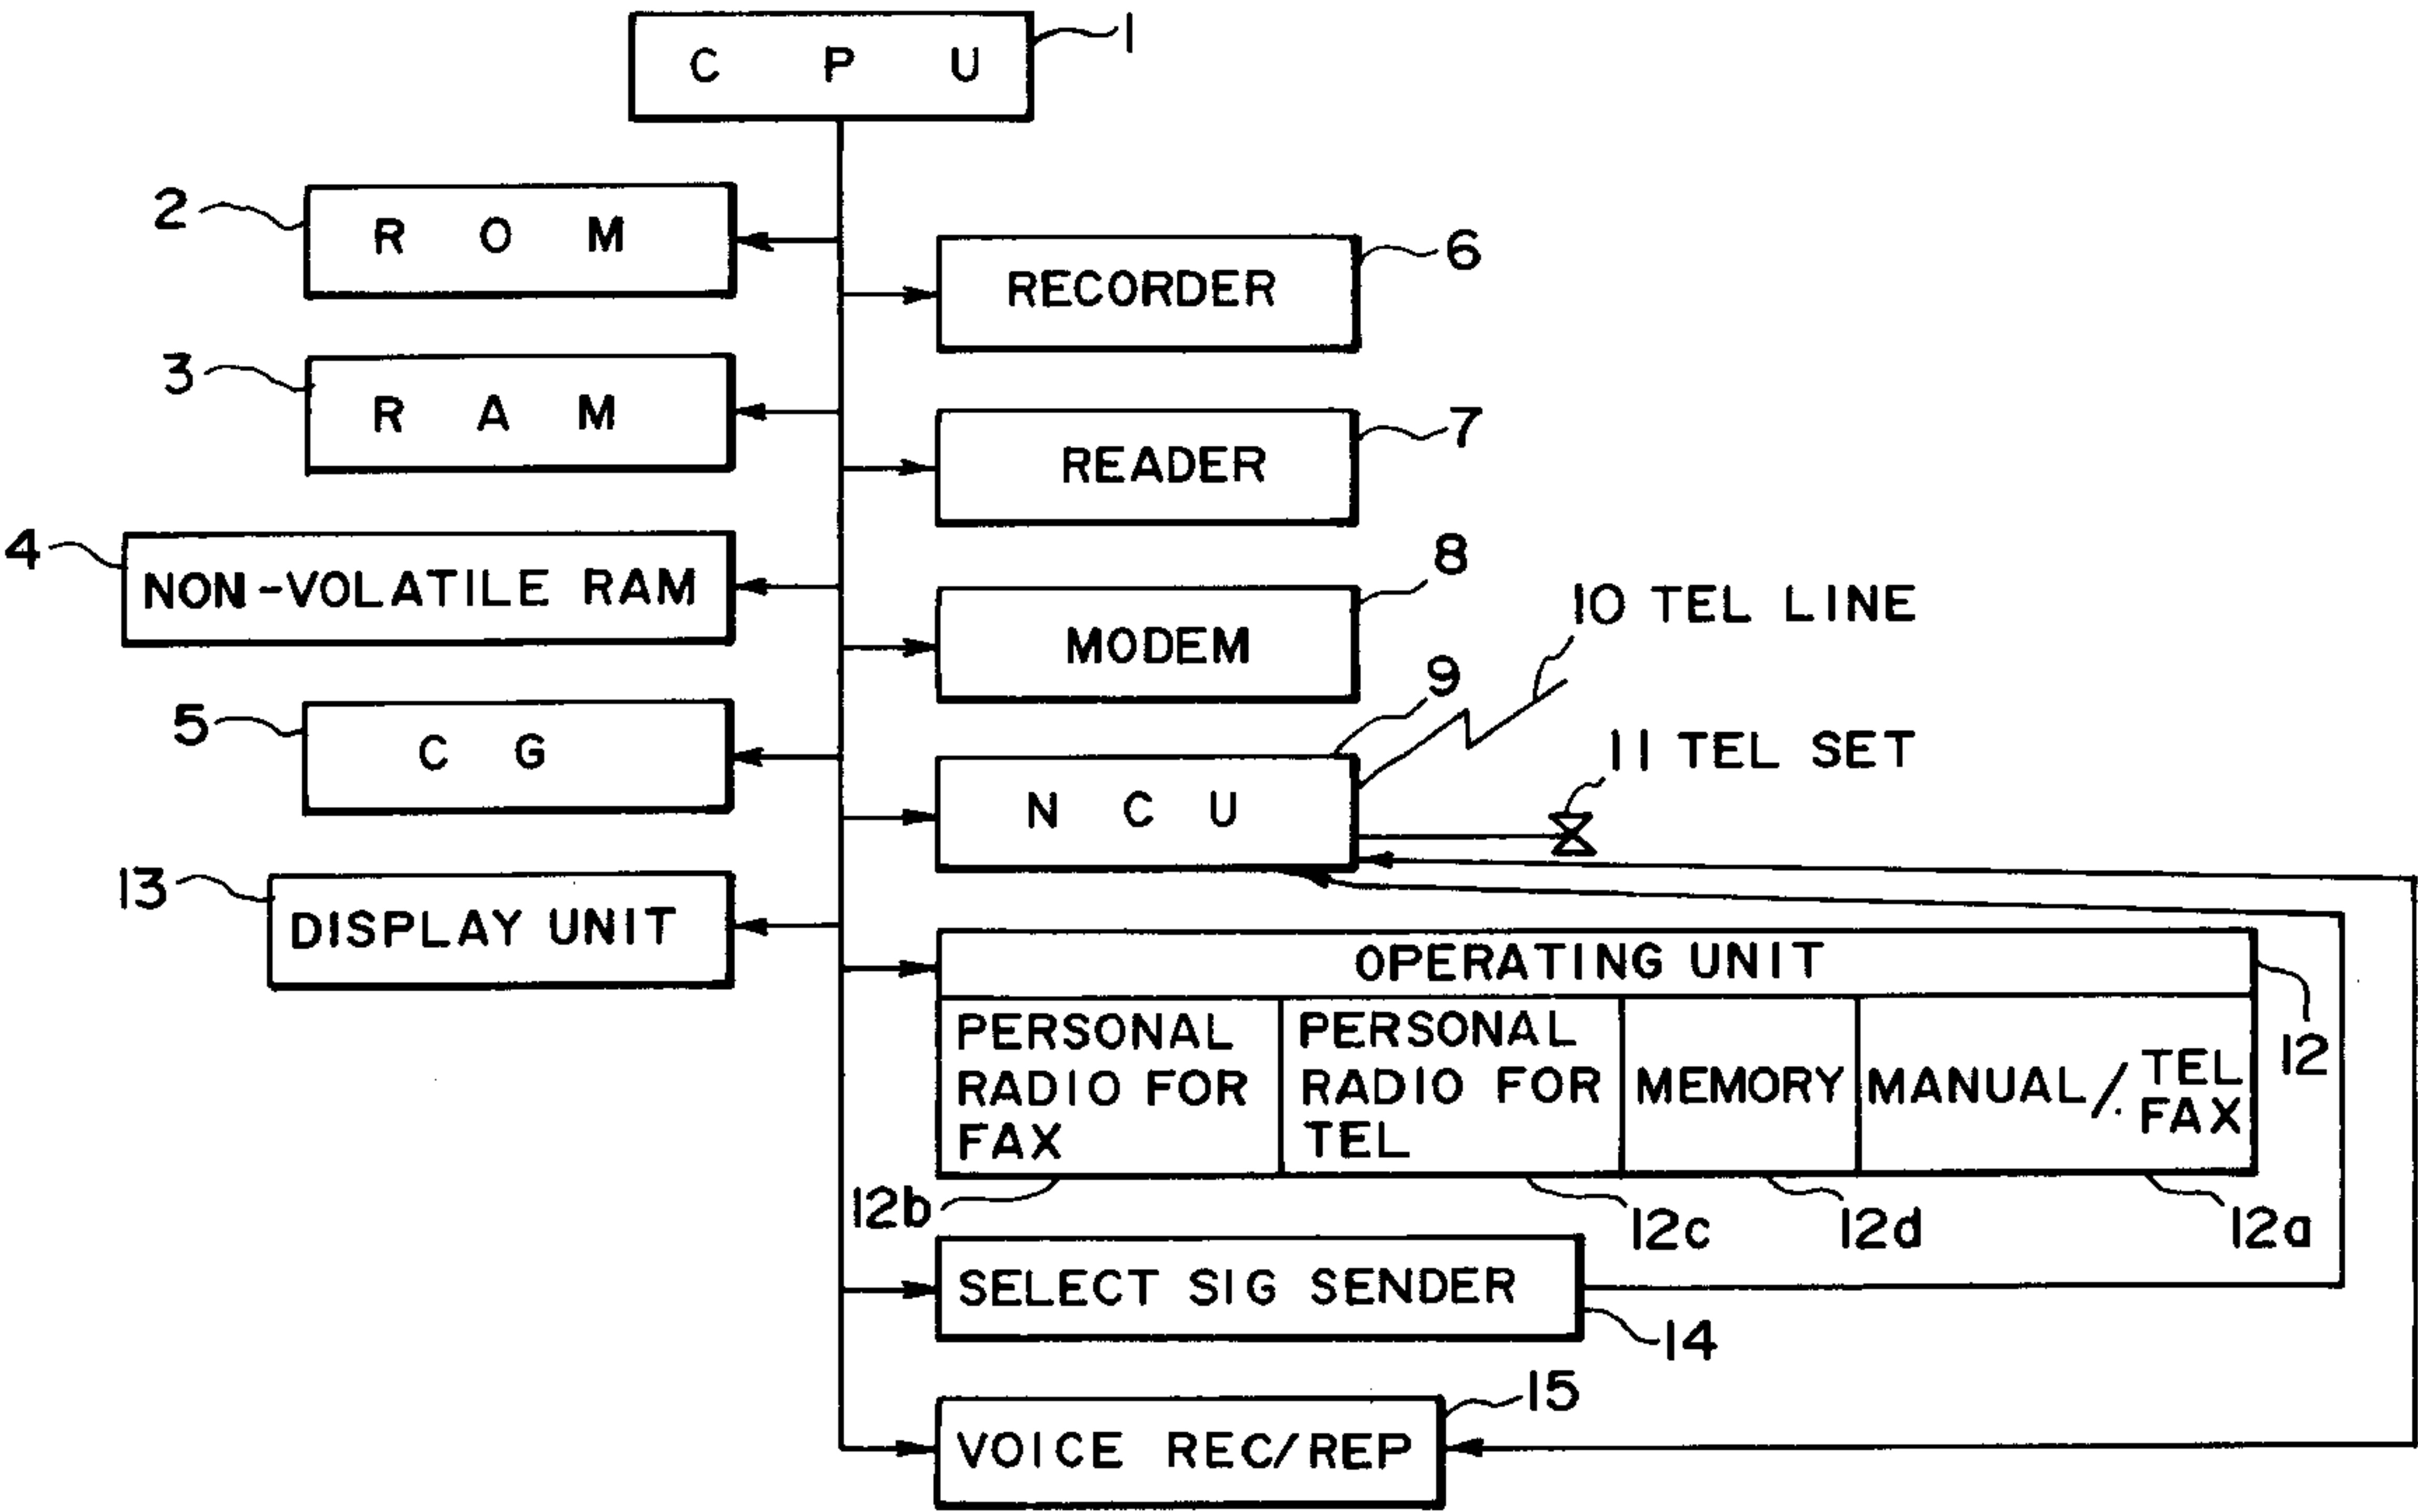 C P U
1
2
R O M
RECORDER
6
3
R A M
READER
7
4
NON-VOLATILE RAM
MODEM
8
10 TEL LINE
5
C G
N C U
9
11 TEL SET
13
DISPLAY UNIT
OPERATING UNIT
12
PERSONAL
RADIO FOR
FAX
PERSONAL
RADIO FOR
TEL
MEMORY
MANUAL/TEL
FAX
12b
12c
12d
12a
SELECT SIG SENDER
14
VOICE REC/REP
15